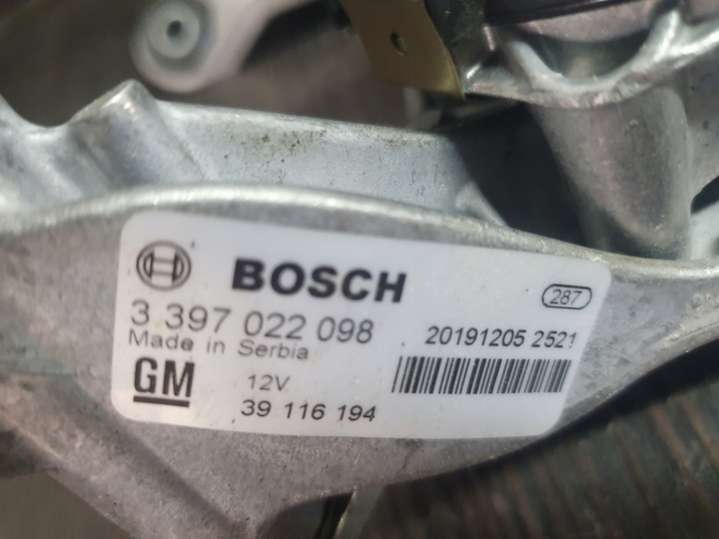 BOSCH
287
3 397 022 098
20191205 2521
Made in Serbia
GM
12V
39 116 194